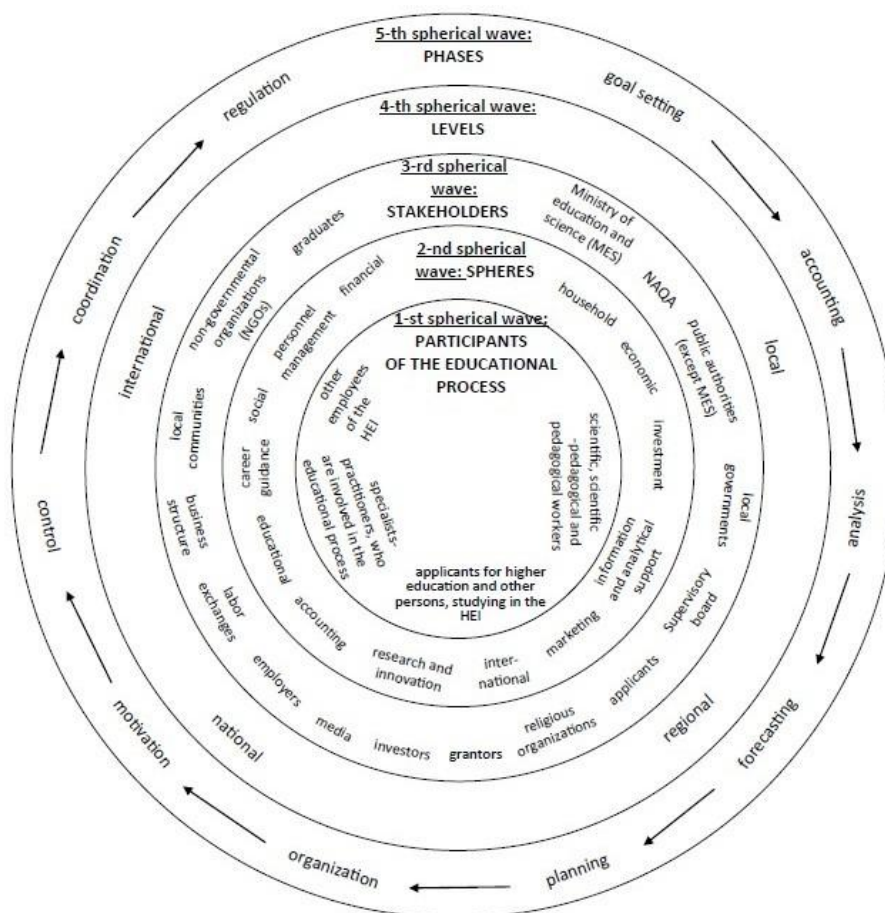 5-th spherical wave:
PHASES
goal setting
accounting
analysis
forecasting
planning
organization
motivation
control
coordination
regulation
4-th spherical wave:
LEVELS
local
regional
national
international
3-rd spherical
wave:
STAKEHOLDERS
Ministry of
education and
science (MES)
NAQA
public authorities
(except MES)
local
governments
Supervisory
board
applicants
religious
organizations
grantors
investors
media
employers
labor
exchanges
business
structure
local
communities
non-governmental
organizations
(NGOs)
graduates
2-nd spherical
wave: SPHERES
household
economic
investment
information
and analytical
support
marketing
inter-
national
research and
innovation
accounting
educational
career
guidance
social
personnel
management
financial
1-st spherical wave:
PARTICIPANTS
OF THE EDUCATIONAL
PROCESS
scientific, scientific
-pedagogical and
pedagogical workers
applicants for higher
education and other
persons, studying in the
HEI
specialists-
practitioners, who
are involved in the
educational process
other
employees
of the HEI